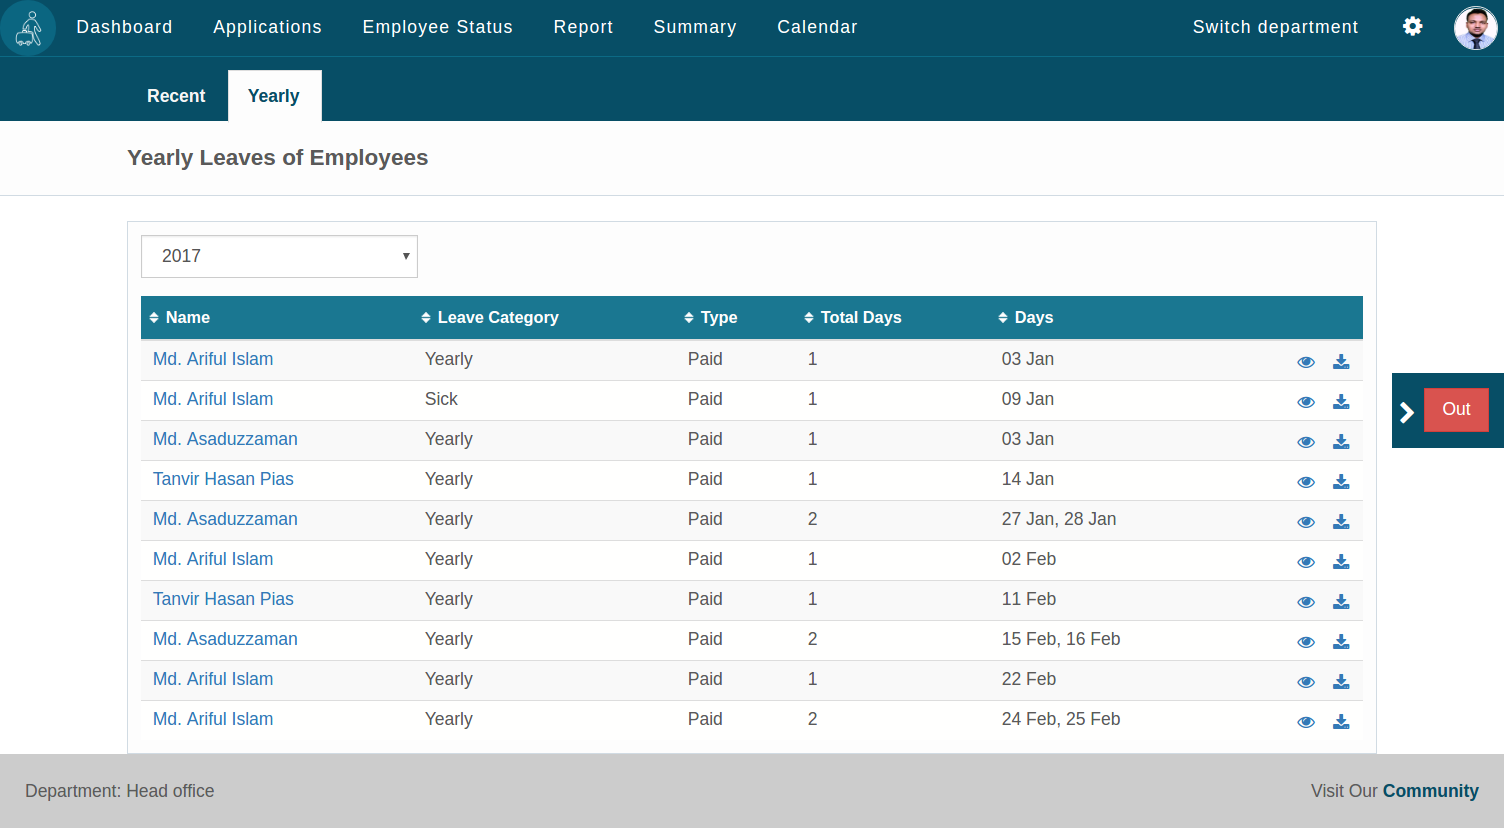 Dashboard Applications Employee Status Report Summary Calendar Switch department
Recent Yearly
Yearly Leaves of Employees
2017
Name Leave Category Type Total Days Days
Md. Ariful Islam Yearly Paid 1 03 Jan
Md. Ariful Islam Sick Paid 1 09 Jan
Out
Md. Asaduzzaman Yearly Paid 1 03 Jan
Tanvir Hasan Pias Yearly Paid 1 14 Jan
Md. Asaduzzaman Yearly Paid 2 27 Jan, 28 Jan
Md. Ariful Islam Yearly Paid 1 02 Feb
Tanvir Hasan Pias Yearly Paid 1 11 Feb
Md. Asaduzzaman Yearly Paid 2 15 Feb, 16 Feb
Md. Ariful Islam Yearly Paid 1 22 Feb
Md. Ariful Islam Yearly Paid 2 24 Feb, 25 Feb
Department: Head office Visit Our Community